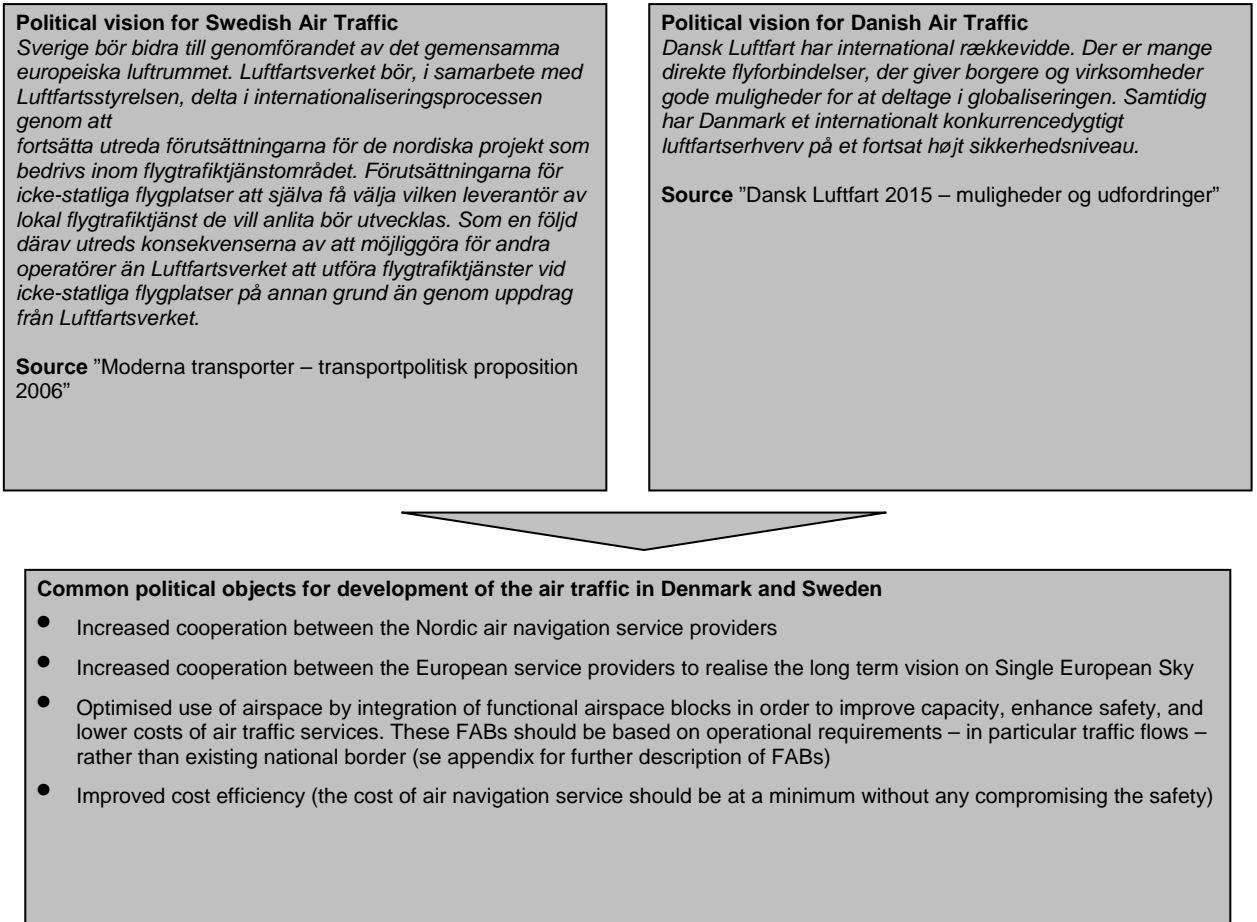 Political vision for Swedish Air Traffic
Sverige bör bidra till genomförandet av det gemensamma
europeiska luftrummet. Luftfartsverket bör, i samarbete med
Luftfartsstyrelsen, delta i internationaliseringsprocessen
genom att
fortsätta utreda förutsättningarna för de nordiska projekt som
bedrivs inom flygtrafiktjänstområdet. Förutsättningarna för
icke-statliga flygplatser att själva få välja vilken leverantör av
lokal flygtrafiktjänst de vill anlita bör utvecklas. Som en följd
därav utreds konsekvenserna av att möjliggöra för andra
operatörer än Luftfartsverket att utföra flygtrafiktjänster vid
icke-statliga flygplatser på annan grund än genom uppdrag
från Luftfartsverket.
Source ”Moderna transporter – transportpolitisk proposition
2006”
Political vision for Danish Air Traffic
Dansk Luftfart har international rækkevidde. Der er mange
direkte flyforbindelser, der giver borgere og virksomheder
gode muligheder for at deltage i globaliseringen. Samtidig
har Danmark et internationalt konkurrencedygtigt
luftfartserhverv på et fortsat højt sikkerhedsniveau.
Source ”Dansk Luftfart 2015 – muligheder og udfordringer”
Common political objects for development of the air traffic in Denmark and Sweden
• Increased cooperation between the Nordic air navigation service providers
• Increased cooperation between the European service providers to realise the long term vision on Single European Sky
• Optimised use of airspace by integration of functional airspace blocks in order to improve capacity, enhance safety, and
lower costs of air traffic services. These FABs should be based on operational requirements – in particular traffic flows –
rather than existing national border (se appendix for further description of FABs)
• Improved cost efficiency (the cost of air navigation service should be at a minimum without any compromising the safety)